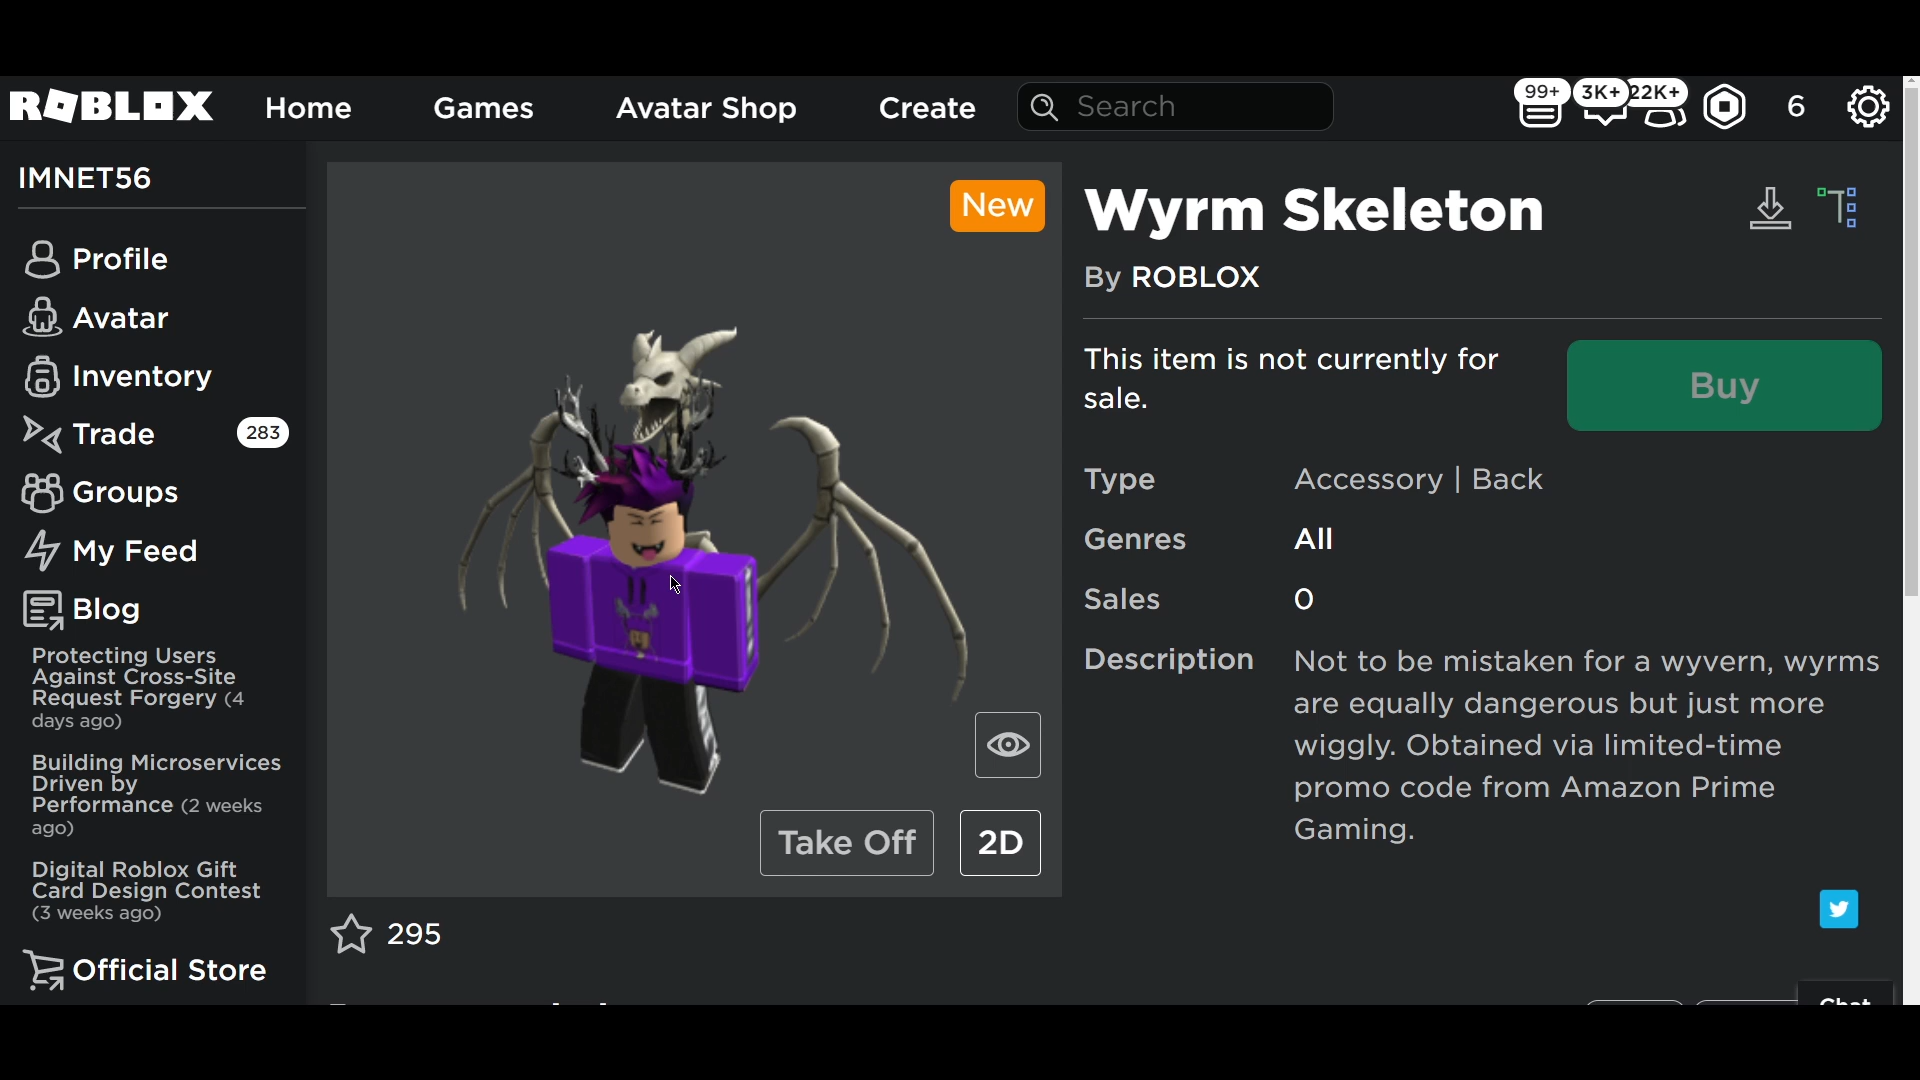 ROBLOX Home Games Avatar Shop Create Search 99+ 3K+ 22K+ 6
IMNET56
Profile
Avatar
Inventory
Trade 283
Groups
My Feed
Blog
Protecting Users
Against Cross-Site
Request Forgery (4
days ago)
Building Microservices
Driven by
Performance (2 weeks
ago)
Digital Roblox Gift
Card Design Contest
(3 weeks ago)
Official Store
New
Take Off 2D
295
Wyrm Skeleton
By ROBLOX
This item is not currently for
sale.
Buy
Type Accessory | Back
Genres All
Sales 0
Description Not to be mistaken for a wyvern, wyrms
are equally dangerous but just more
wiggly. Obtained via limited-time
promo code from Amazon Prime
Gaming.
Chat